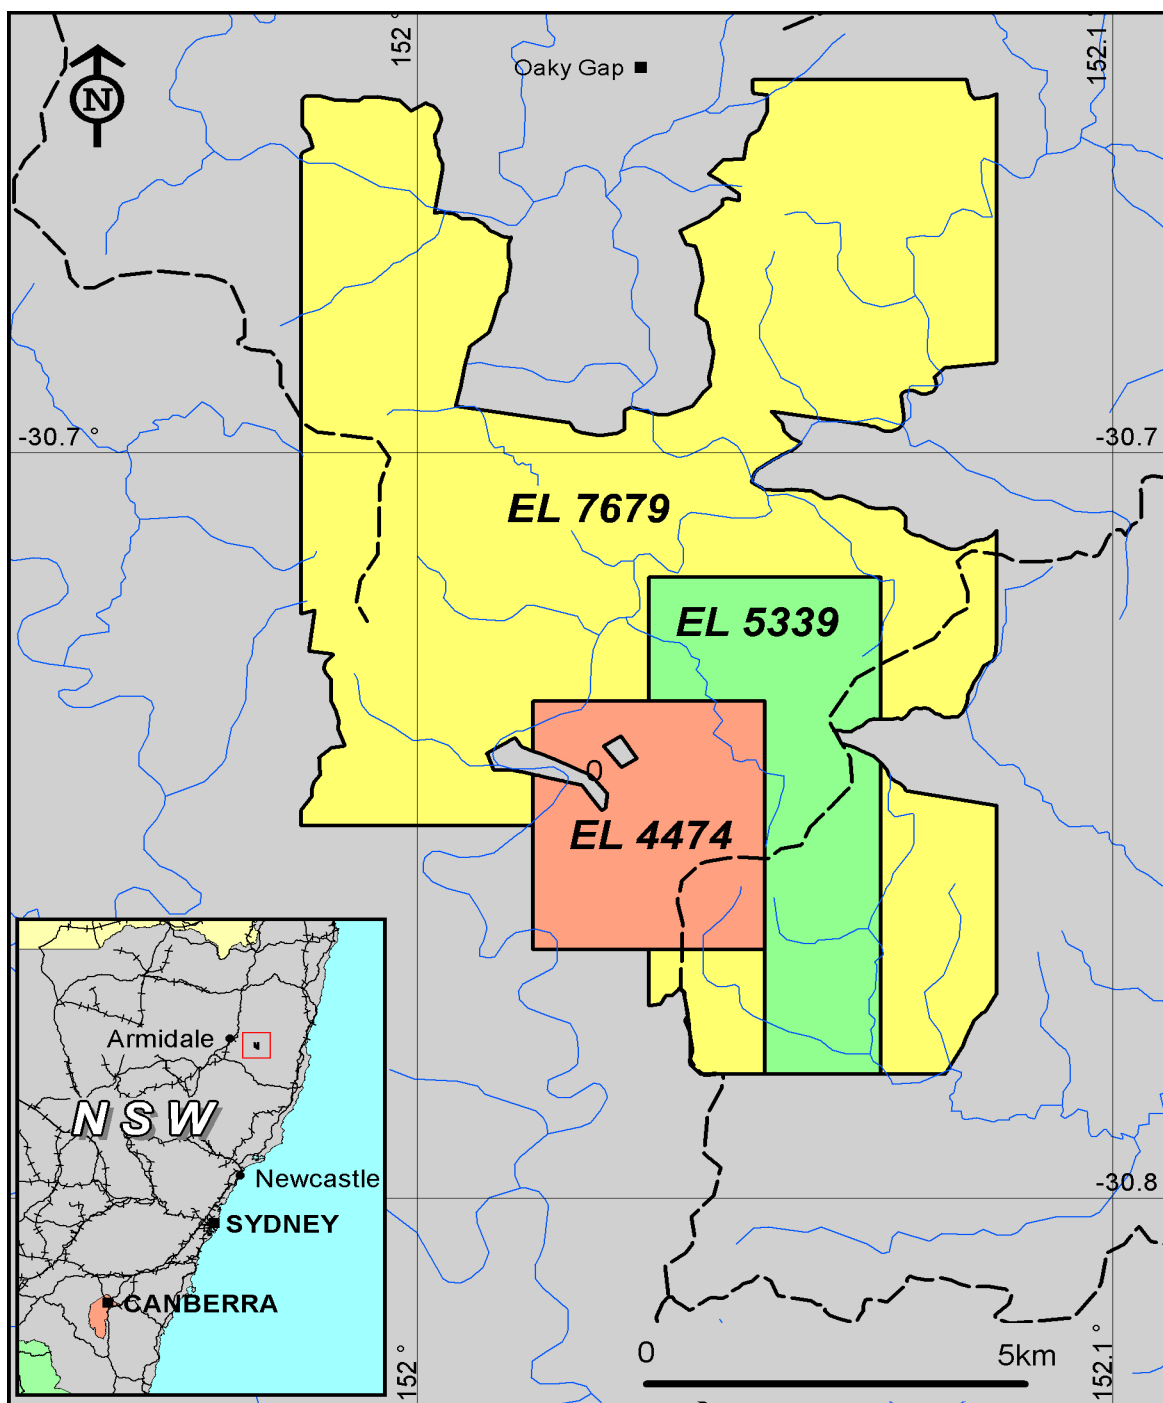 152 °
152.1 °
Oaky Gap
N
-30.7 °
-30.7
EL 7679
EL 5339
EL 4474
Armidale
NSW
Newcastle
SYDNEY
CANBERRA
-30.8
0
5km
152 °
152.1 °